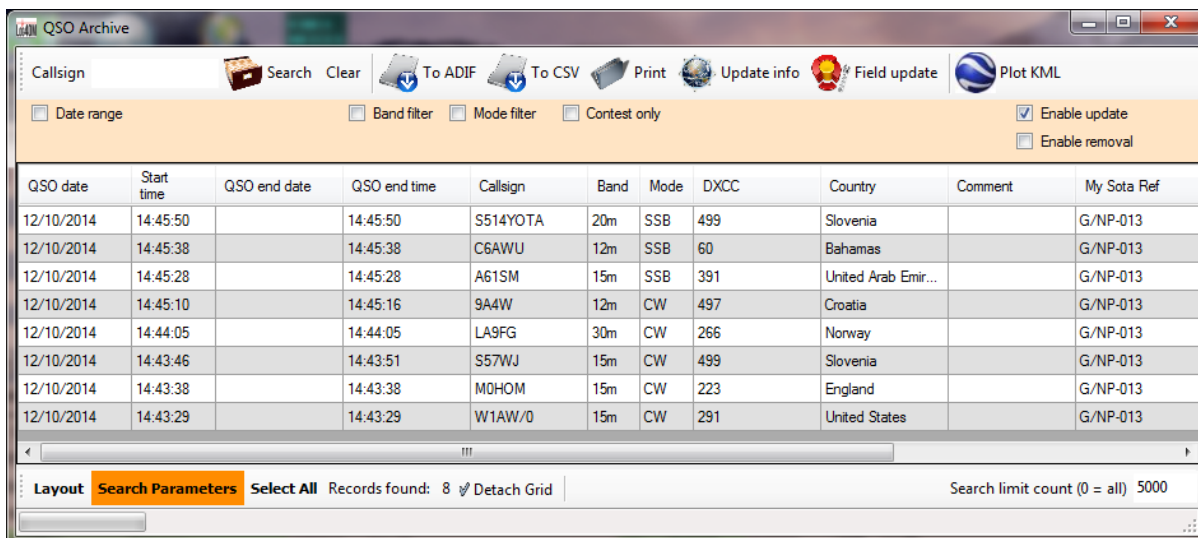 QSO Archive
Callsign Search Clear To ADIF To CSV Print Update info Field update Plot KML
Date range Band filter Mode filter Contest only Enable update
Enable removal
QSO date Start time QSO end date QSO end time Callsign Band Mode DXCC Country Comment My Sota Ref
12/10/2014 14:45:50 14:45:50 S514YOTA 20m SSB 499 Slovenia G/NP-013
12/10/2014 14:45:38 14:45:38 C6AWU 12m SSB 60 Bahamas G/NP-013
12/10/2014 14:45:28 14:45:28 A61SM 15m SSB 391 United Arab Emir... G/NP-013
12/10/2014 14:45:10 14:45:16 9A4W 12m CW 497 Croatia G/NP-013
12/10/2014 14:44:05 14:44:05 LA9FG 30m CW 266 Norway G/NP-013
12/10/2014 14:43:46 14:43:51 S57WJ 15m CW 499 Slovenia G/NP-013
12/10/2014 14:43:38 14:43:38 M0HOM 15m CW 223 England G/NP-013
12/10/2014 14:43:29 14:43:29 W1AW/0 15m CW 291 United States G/NP-013
Layout Search Parameters Select All Records found: 8 Detach Grid Search limit count (0 = all) 5000